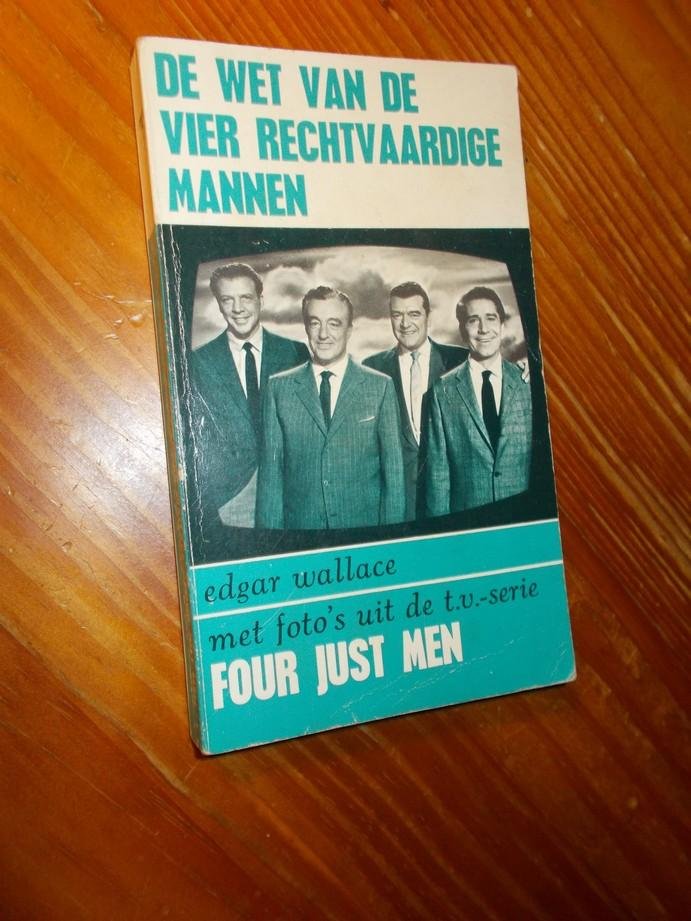 DE WET VAN DE
VIER RECHTVAARDIGE
MANNEN
edgar wallace
met foto's uit de t.v.-serie
FOUR JUST MEN